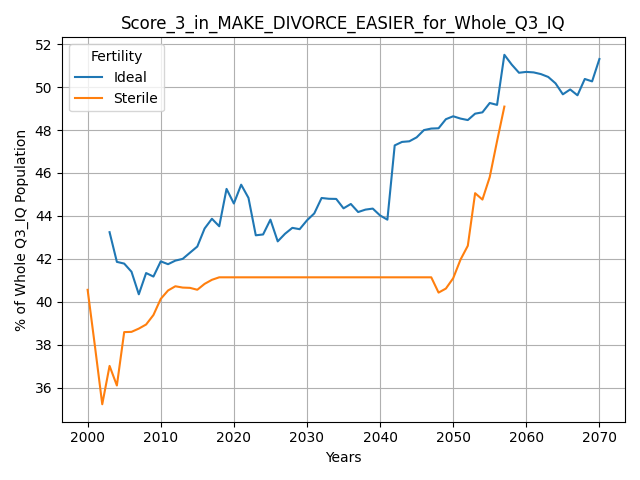 Score_3_in_MAKE_DIVORCE_EASIER_for_Whole_Q3_IQ
Fertility
Ideal
Sterile
% of Whole Q3_IQ Population
52
50
48
46
44
42
40
38
36
2000 2010 2020 2030 2040 2050 2060 2070
Years